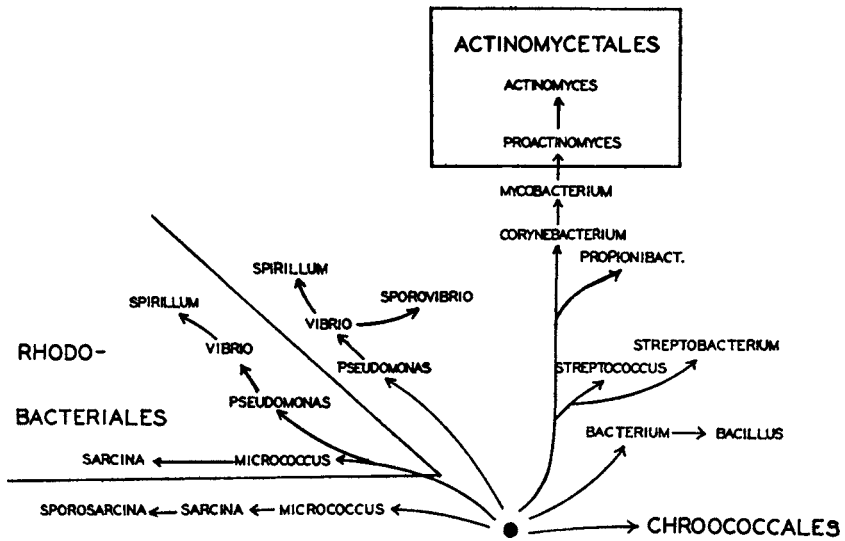 ACTINOMYCETALES
ACTINOMYCES
PROACTINOMYCES
MYCOBACTERIUM
CORYNEBACTERIUM
PROPIONIBACT.
SPIRILLUM
SPOROVIBRIO
SPIRILLUM
VIBRIO
RHODO-
VIBRIO
STREPTOBACTERIUM
PSEUDOMONAS
STREPTOCOCCUS
PSEUDOMONAS
BACTERIALES
BACTERIUM BACILLUS
SARCINA MICROCOCCUS
SPOROSARCINA SARCINA MICROCOCCUS
CHROOCOCCALES